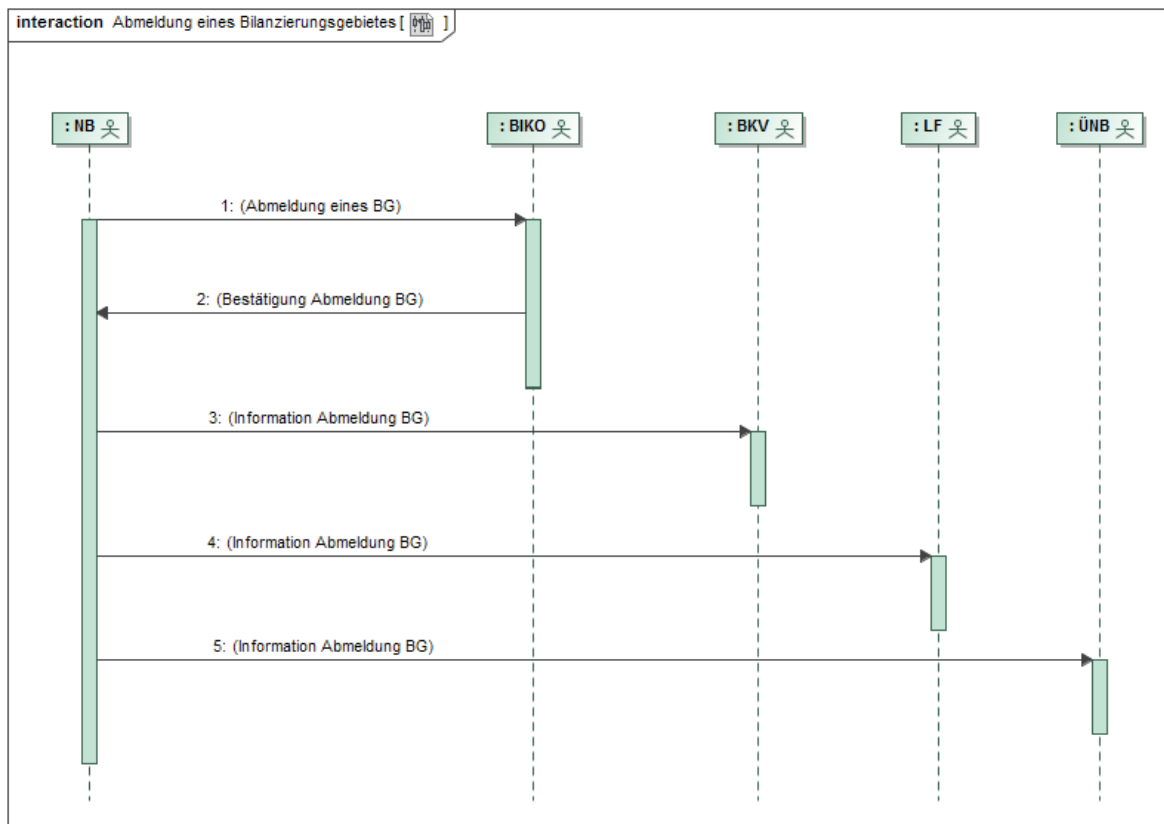 interaction Abmeldung eines Bilanzierungsgebietes [ ]
: NB
: BIKO
: BKV
: LF
: ÜNB
1: (Abmeldung eines BG)
2: (Bestätigung Abmeldung BG)
3: (Information Abmeldung BG)
4: (Information Abmeldung BG)
5: (Information Abmeldung BG)